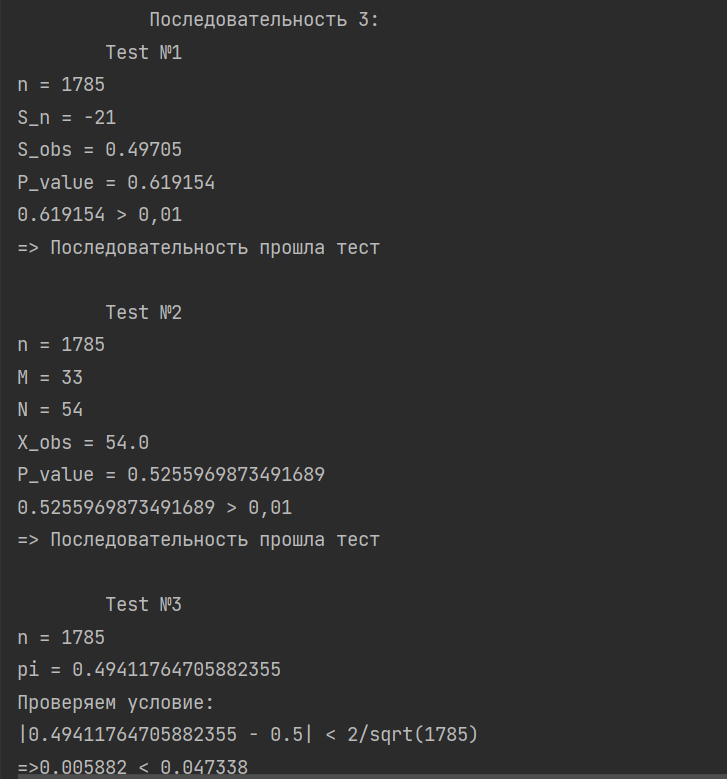 Последовательность 3:
Test №1
n = 1785
S_n = -21
S_obs = 0.49705
P_value = 0.619154
0.619154 > 0,01
=> Последовательность прошла тест
Test №2
n = 1785
M = 33
N = 54
X_obs = 54.0
P_value = 0.5255969873491689
0.5255969873491689 > 0,01
=> Последовательность прошла тест
Test №3
n = 1785
pi = 0.49411764705882355
Проверяем условие:
|0.49411764705882355 - 0.5| < 2/sqrt(1785)
=>0.005882 < 0.047338